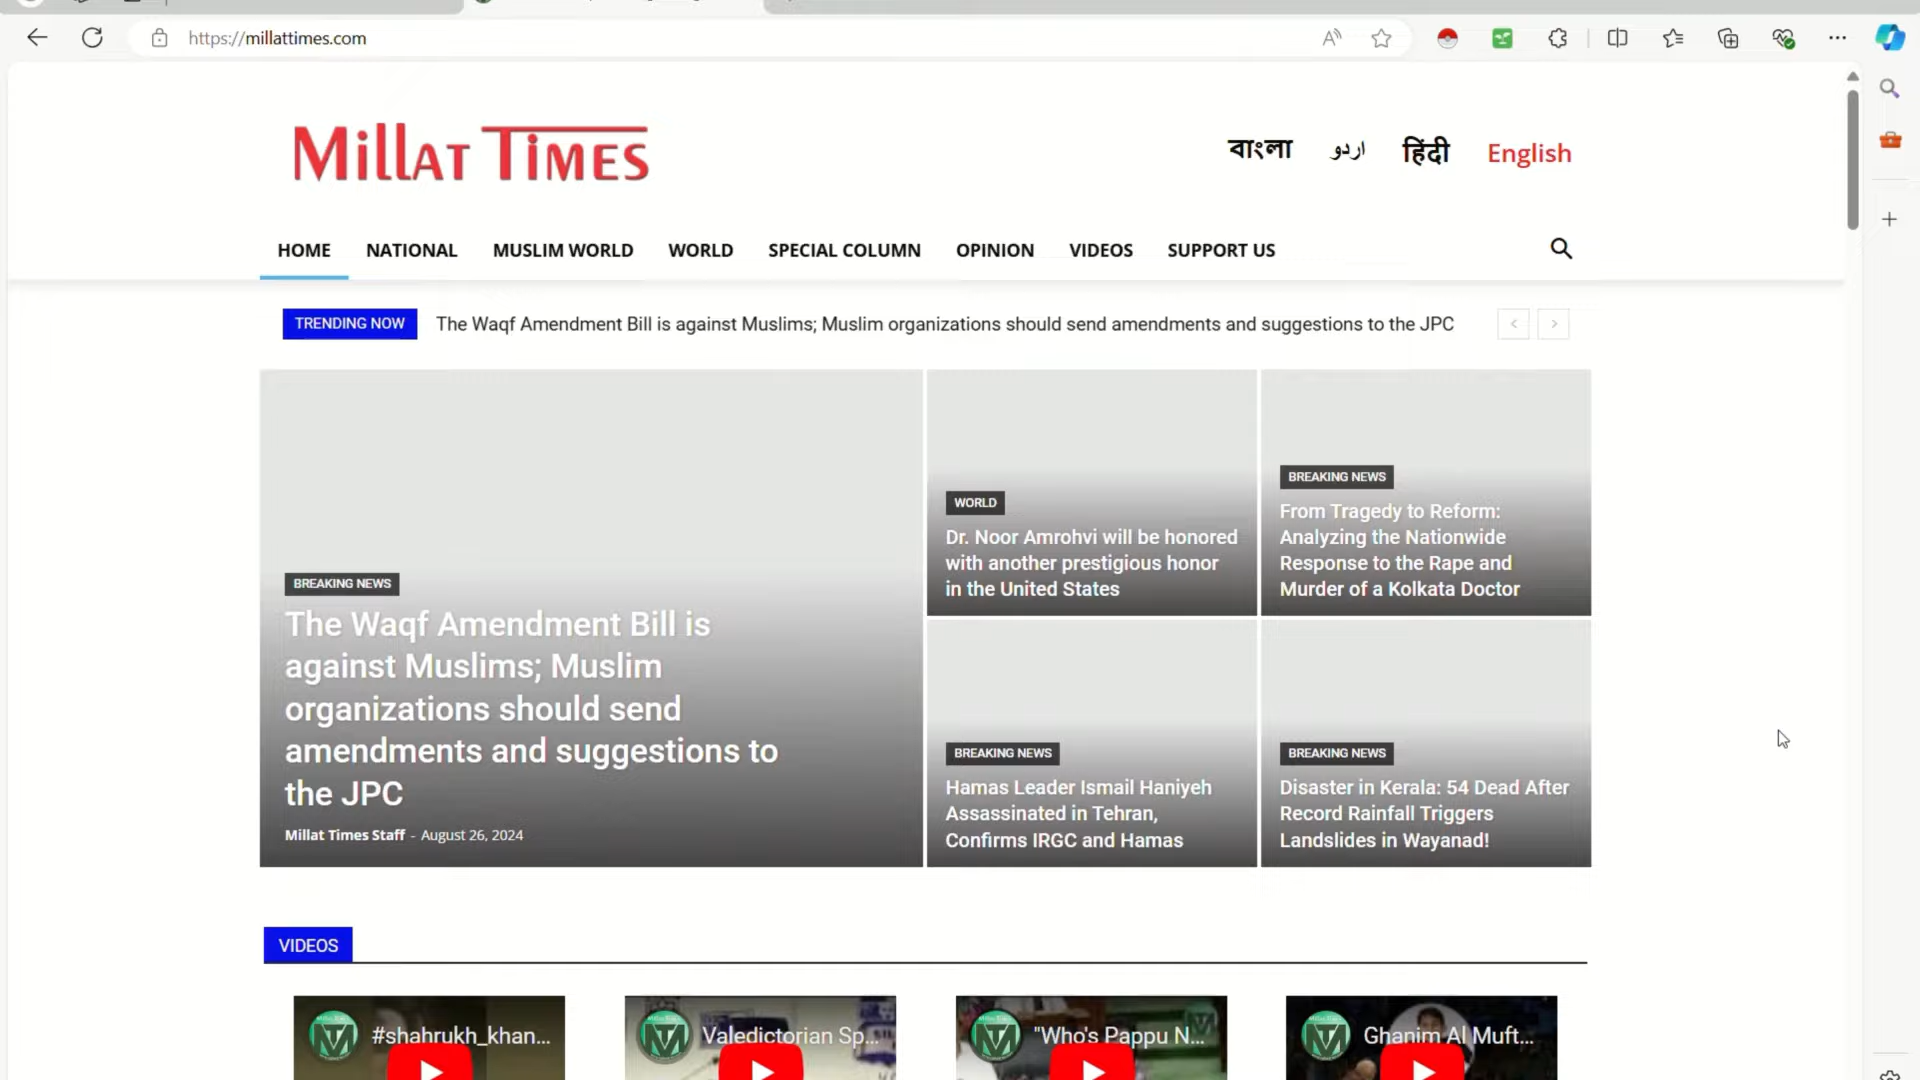 https://millattimes.com
Millat Times
বাংলা اردو हिंदी English
HOME NATIONAL MUSLIM WORLD WORLD SPECIAL COLUMN OPINION VIDEOS SUPPORT US
TRENDING NOW The Waqf Amendment Bill is against Muslims; Muslim organizations should send amendments and suggestions to the JPC
BREAKING NEWS
The Waqf Amendment Bill is
against Muslims; Muslim
organizations should send
amendments and suggestions to
the JPC
Millat Times Staff - August 26, 2024
WORLD
Dr. Noor Amrohvi will be honored
with another prestigious honor
in the United States
BREAKING NEWS
From Tragedy to Reform:
Analyzing the Nationwide
Response to the Rape and
Murder of a Kolkata Doctor
BREAKING NEWS
Hamas Leader Ismail Haniyeh
Assassinated in Tehran,
Confirms IRGC and Hamas
BREAKING NEWS
Disaster in Kerala: 54 Dead After
Record Rainfall Triggers
Landslides in Wayanad!
VIDEOS
#shahrukh_khan...
Valedictorian Sp...
"Who's Pappu N...
Ghanim Al Muft...